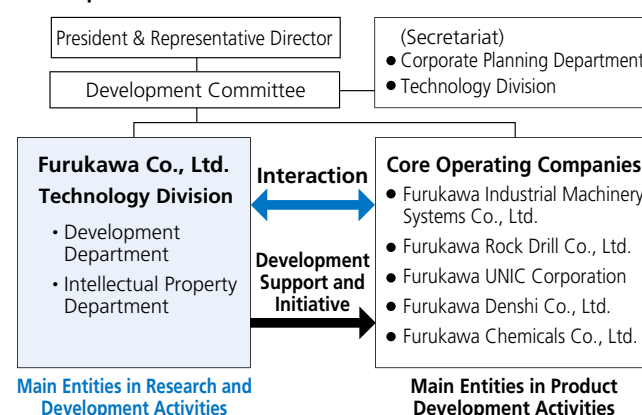 President & Representative Director
Development Committee
(Secretariat)
● Corporate Planning Department
● Technology Division
Furukawa Co., Ltd.
Technology Division
・Development
Department
・Intellectual Property
Department
Interaction
Development
Support and
Initiative
Core Operating Companies
● Furukawa Industrial Machinery
Systems Co., Ltd.
● Furukawa Rock Drill Co., Ltd.
● Furukawa UNIC Corporation
● Furukawa Denshi Co., Ltd.
● Furukawa Chemicals Co., Ltd.
Main Entities in Research and
Development Activities
Main Entities in Product
Development Activities